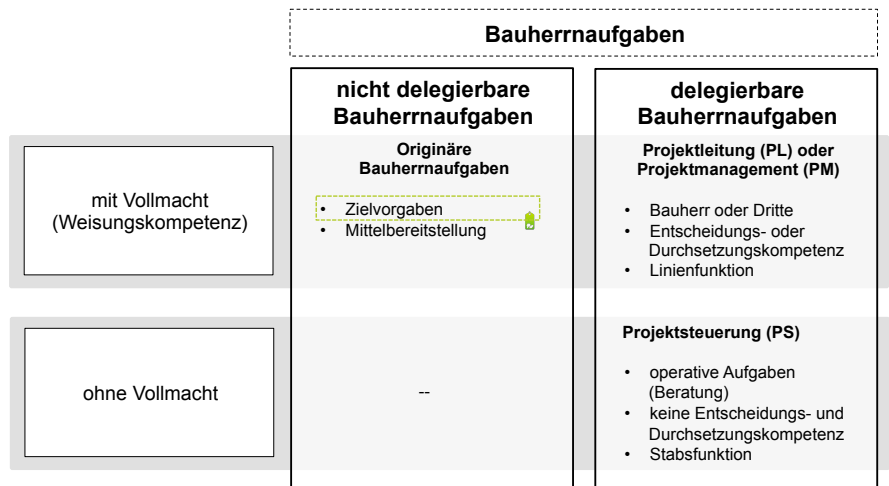 Bauherrnaufgaben
nicht delegierbare
Bauherrnaufgaben
delegierbare
Bauherrnaufgaben
mit Vollmacht
(Weisungskompetenz)
Originäre
Bauherrnaufgaben
• Zielvorgaben
• Mittelbereitstellung
Projektleitung (PL) oder
Projektmanagement (PM)
• Bauherr oder Dritte
• Entscheidungs- oder
Durchsetzungskompetenz
• Linienfunktion
ohne Vollmacht
--
Projektsteuerung (PS)
• operative Aufgaben
(Beratung)
• keine Entscheidungs- und
Durchsetzungskompetenz
• Stabsfunktion